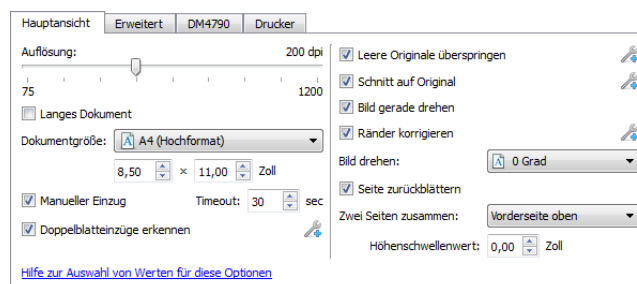 Hauptansicht Erweitert DM4790 Drucker
Auflösung: 200 dpi
75 1200
Langes Dokument
Dokumentgröße: A4 (Hochformat)
8,50 × 11,00 Zoll
Manueller Einzug Timeout: 30 sec
Doppelblatteinzüge erkennen
Hilfe zur Auswahl von Werten für diese Optionen
Leere Originale überspringen
Schnitt auf Original
Bild gerade drehen
Ränder korrigieren
Bild drehen: A 0 Grad
Seite zurückblättern
Zwei Seiten zusammen: Vorderseite oben
Höhenschwellenwert: 0,00 Zoll